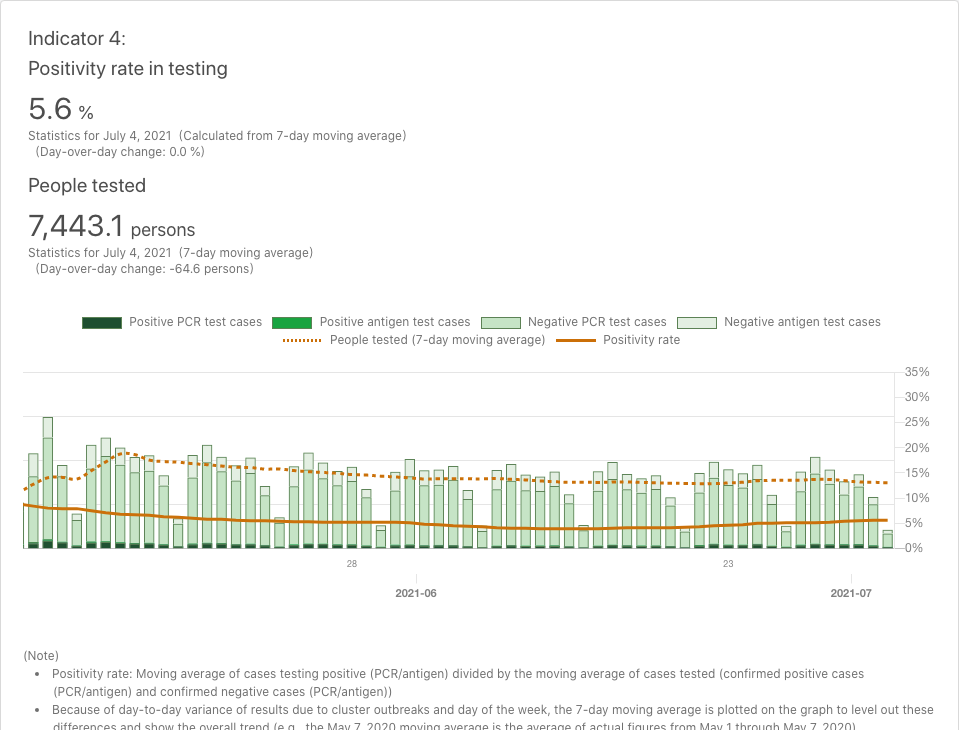 Indicator 4:
Positivity rate in testing
5.6 %
Statistics for July 4, 2021 (Calculated from 7-day moving average)
(Day-over-day change: 0.0 %)
People tested
7,443.1 persons
Statistics for July 4, 2021 (7-day moving average)
(Day-over-day change: -64.6 persons)
Positive PCR test cases Positive antigen test cases Negative PCR test cases Negative antigen test cases
People tested (7-day moving average) Positivity rate
35%
30%
25%
20%
15%
10%
5%
0%
28 23
2021-06 2021-07
(Note)
• Positivity rate: Moving average of cases testing positive (PCR/antigen) divided by the moving average of cases tested (confirmed positive cases
(PCR/antigen) and confirmed negative cases (PCR/antigen))
• Because of day-to-day variance of results due to cluster outbreaks and day of the week, the 7-day moving average is plotted on the graph to level out these
differences and show the overall trend (e.g., the May 7, 2020 moving average is the average of actual figures from May 1 through May 7, 2020)